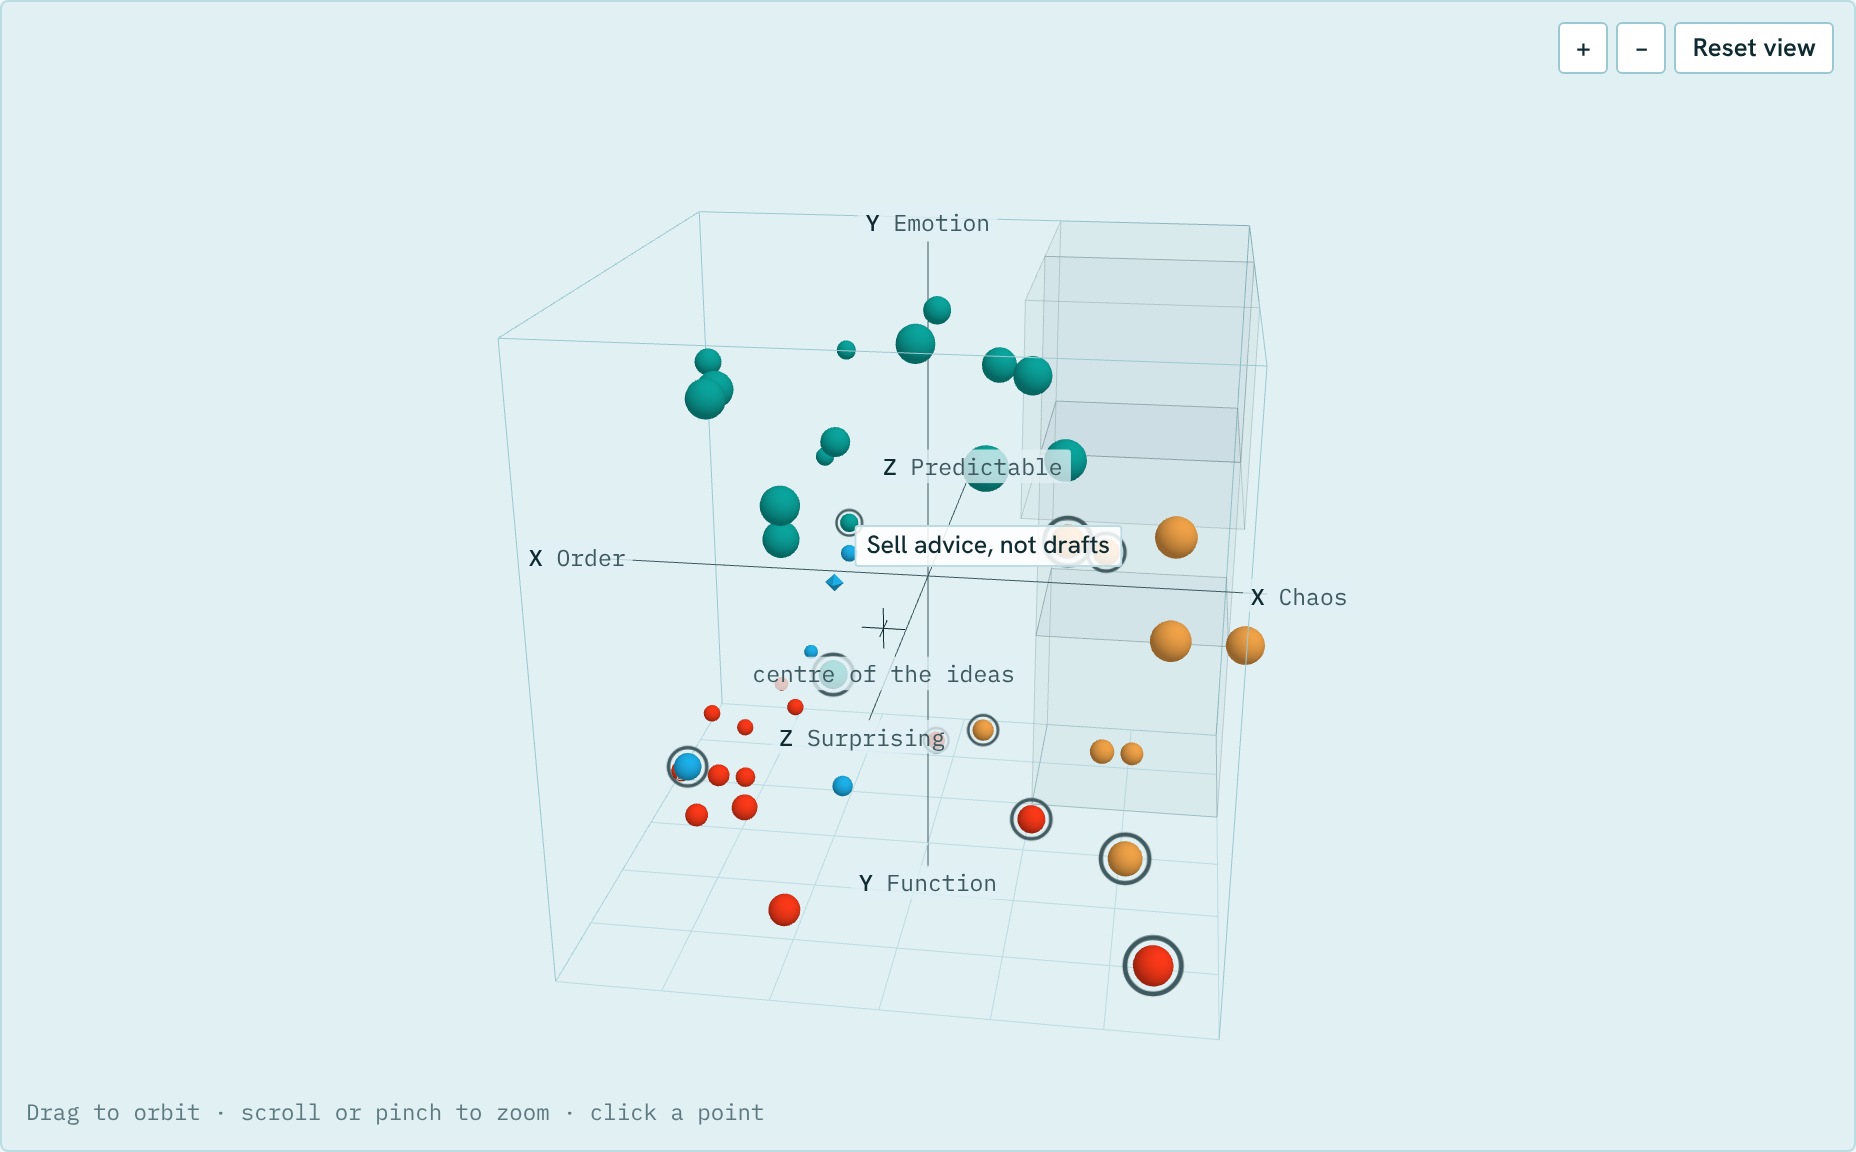 +
-
Reset view
Y Emotion
Z Predictable
Sell advice, not drafts
X Order
X Chaos
centre of the ideas
Z Surprising
Y Function
Drag to orbit · scroll or pinch to zoom · click a point